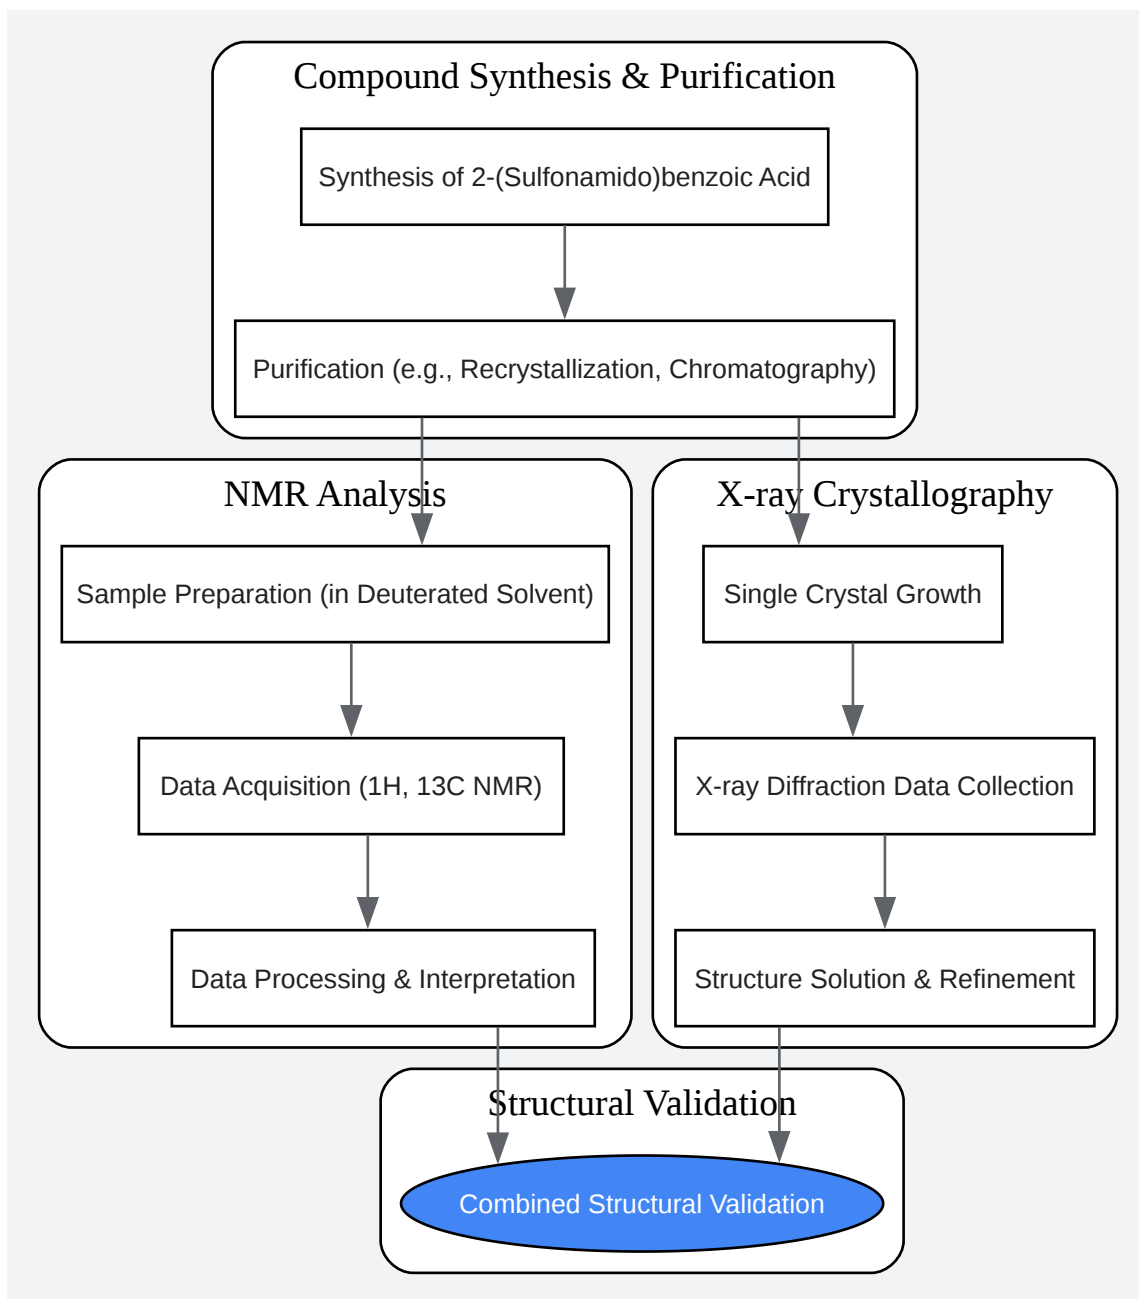 Compound Synthesis & Purification
Synthesis of 2-(Sulfonamido)benzoic Acid
Purification (e.g., Recrystallization, Chromatography)
NMR Analysis
Sample Preparation (in Deuterated Solvent)
Data Acquisition (1H, 13C NMR)
Data Processing & Interpretation
X-ray Crystallography
Single Crystal Growth
X-ray Diffraction Data Collection
Structure Solution & Refinement
Structural Validation
Combined Structural Validation